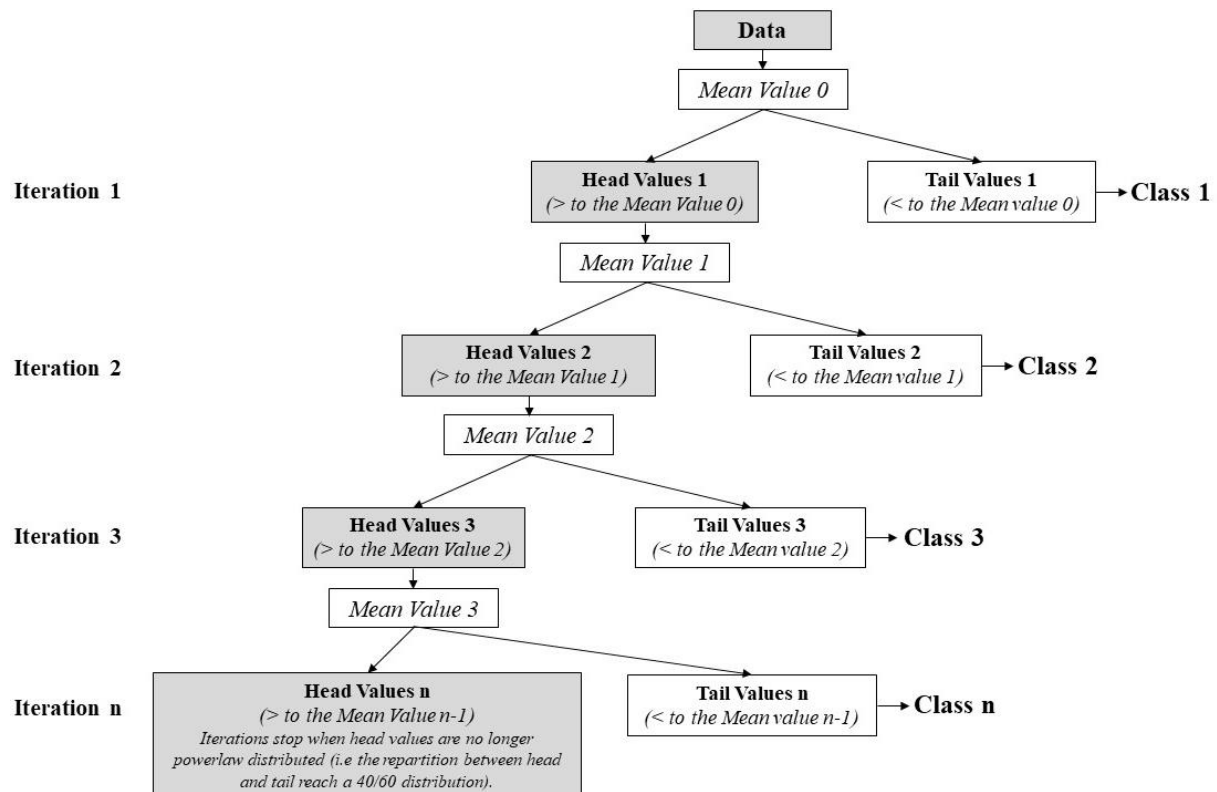 Data
Mean Value 0
Iteration 1
Head Values 1
(> to the Mean Value 0)
Tail Values 1
(< to the Mean value 0)
Class 1
Mean Value 1
Iteration 2
Head Values 2
(> to the Mean Value 1)
Tail Values 2
(< to the Mean value 1)
Class 2
Mean Value 2
Iteration 3
Head Values 3
(> to the Mean Value 2)
Tail Values 3
(< to the Mean value 2)
Class 3
Mean Value 3
Iteration n
Head Values n
(> to the Mean Value n-1)
Iterations stop when head values are no longer
powerlaw distributed (i.e the repartition between head
and tail reach a 40/60 distribution).
Tail Values n
(< to the Mean value n-1)
Class n